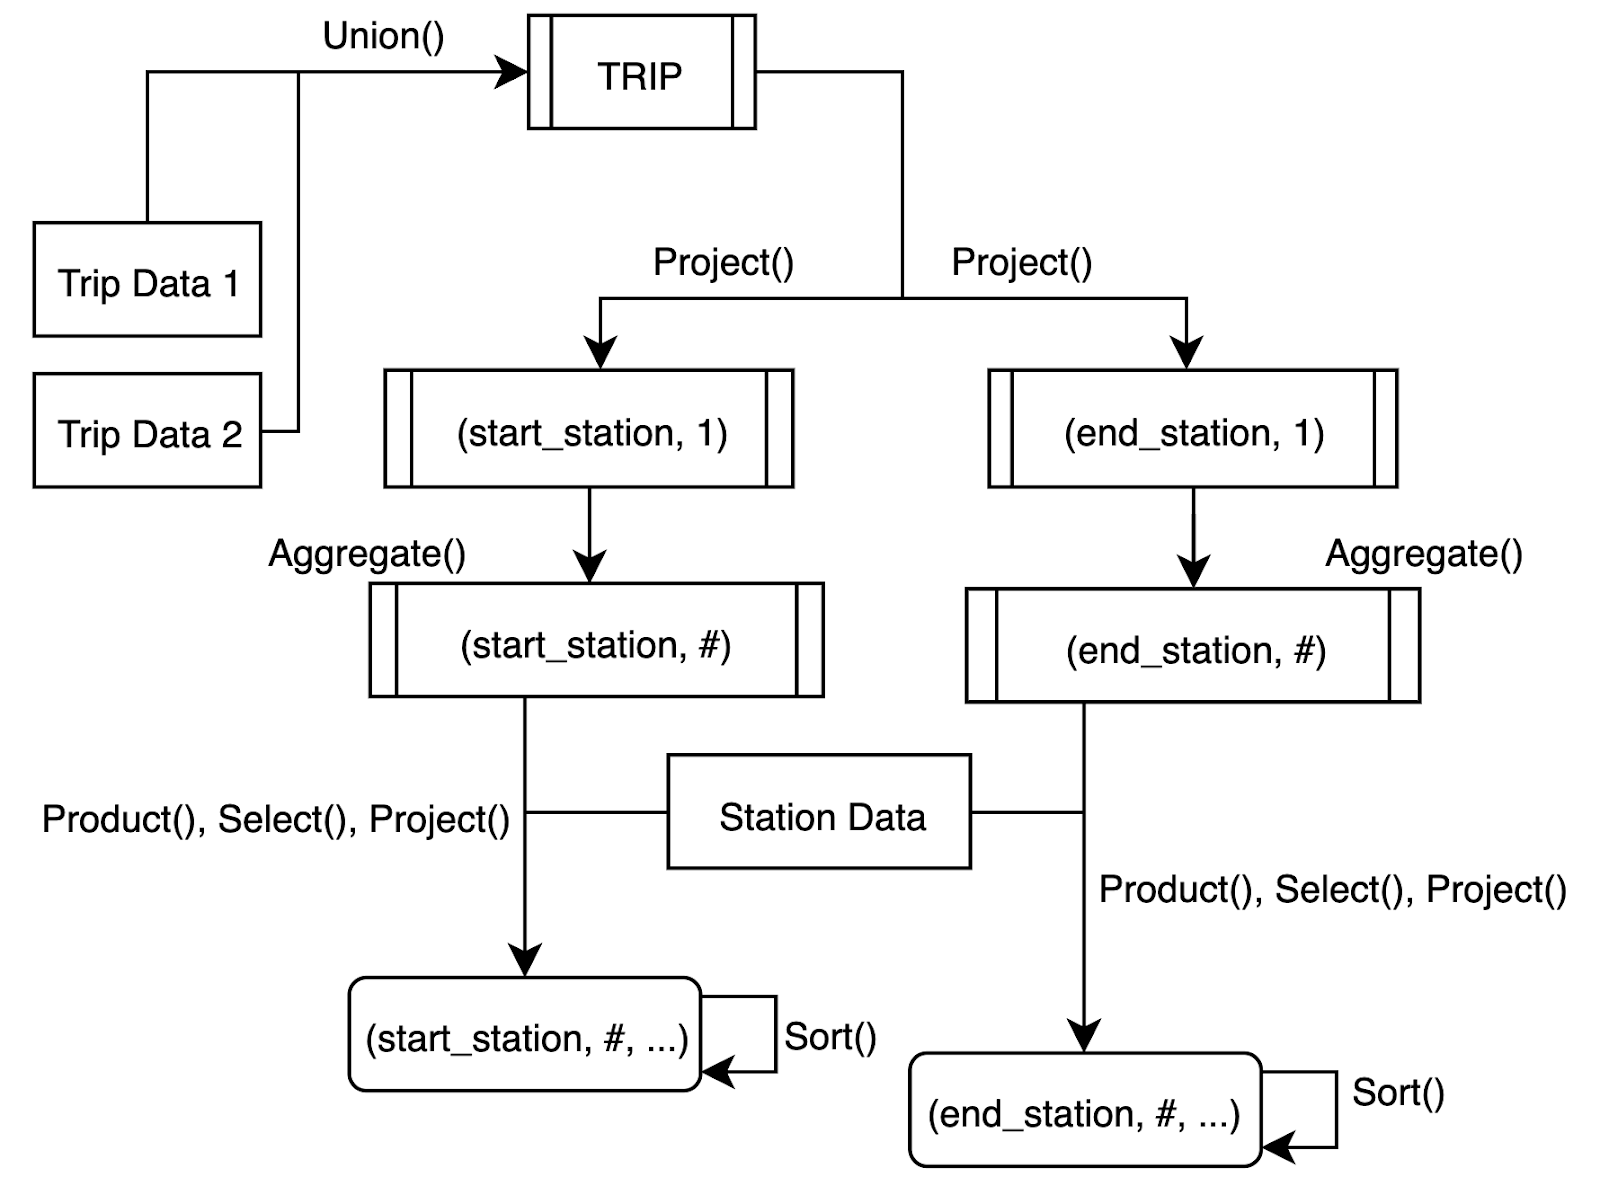 Union()
TRIP
Trip Data 1
Trip Data 2
Project()
Project()
(start_station, 1)
(end_station, 1)
Aggregate()
Aggregate()
(start_station, #)
(end_station, #)
Product(), Select(), Project()
Station Data
Product(), Select(), Project()
(start_station, #, ...)
Sort()
(end_station, #, ...)
Sort()